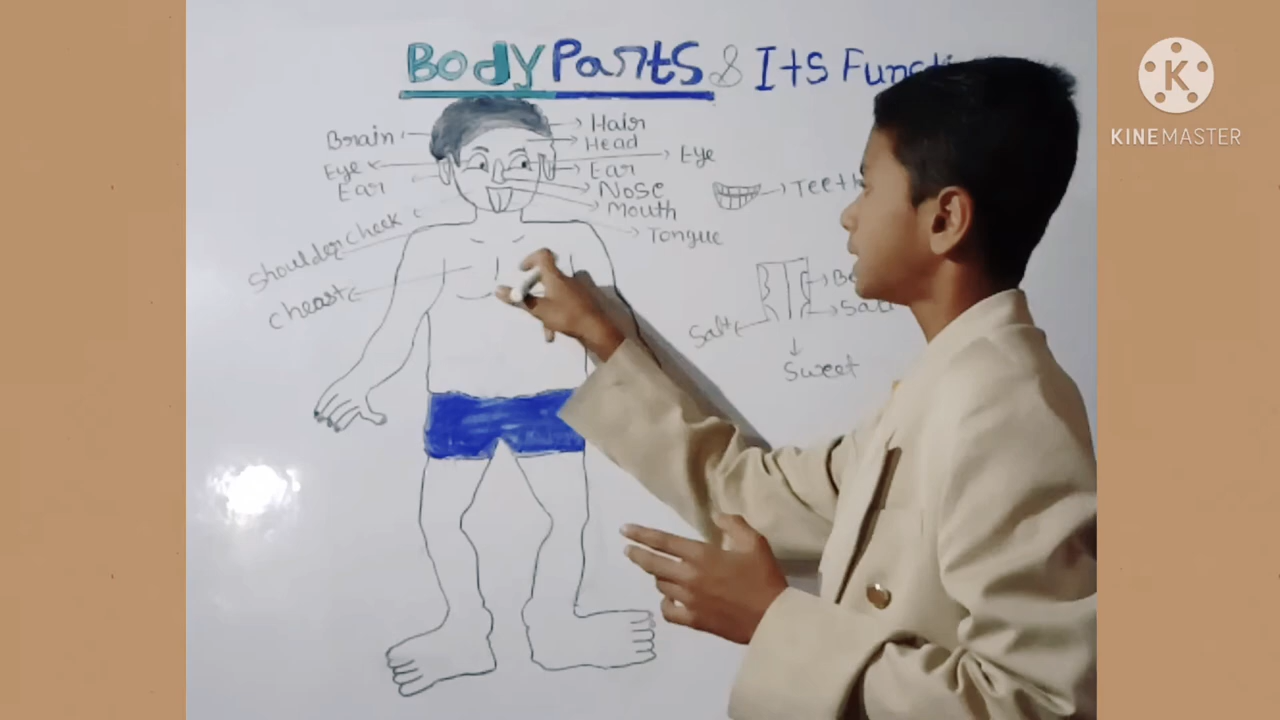 Body Parts & Its Functi
KINEMASTER
Brain
Hair
Head
Eye
Eye
Ear
Ear
Nose
Mouth
Teeth
Cheek
Tongue
Shoulder
Cheast
Salt
Sweet